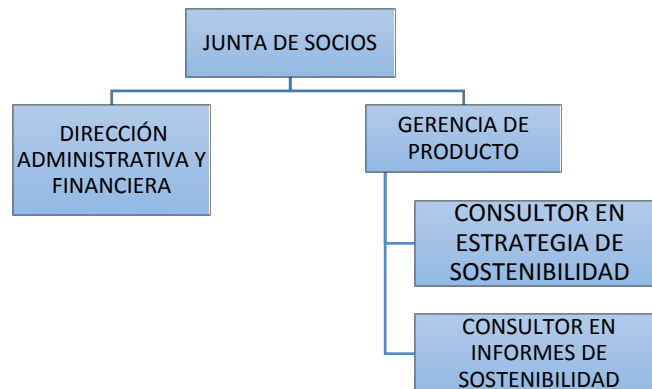 JUNTA DE SOCIOS
DIRECCIÓN
ADMINISTRATIVA Y
FINANCIERA
GERENCIA DE
PRODUCTO
CONSULTOR EN
ESTRATEGIA DE
SOSTENIBILIDAD
CONSULTOR EN
INFORMES DE
SOSTENIBILIDAD